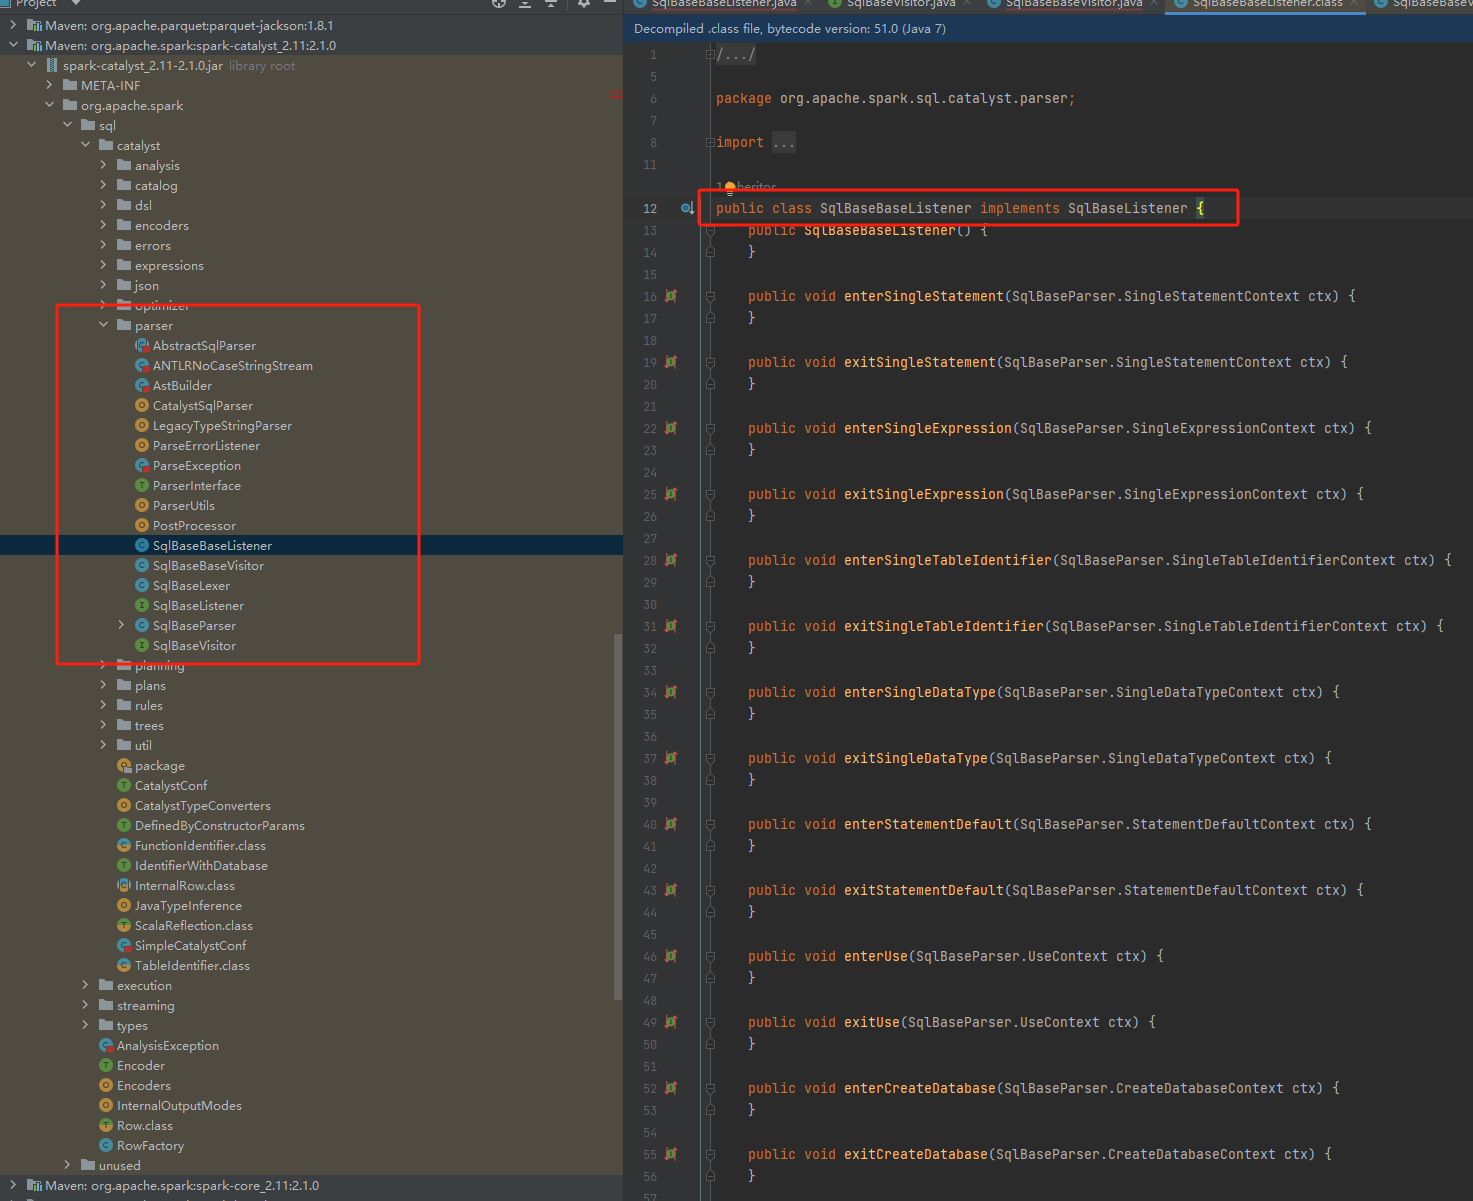 Project
Maven: org.apache.parquet:parquet-jackson:1.8.1
Maven: org.apache.spark:spark-catalyst_2.11:2.1.0
spark-catalyst_2.11-2.1.0.jar library root
META-INF
org.apache.spark
sql
catalyst
analysis
catalog
dsl
encoders
errors
expressions
json
optimizer
parser
AbstractSqlParser
ANTLRNoCaseStringStream
AstBuilder
CatalystSqlParser
LegacyTypeStringParser
ParseErrorListener
ParseException
ParserInterface
ParserUtils
PostProcessor
SqlBaseBaseListener
SqlBaseBaseVisitor
SqlBaseLexer
SqlBaseListener
SqlBaseParser
SqlBaseVisitor
planning
plans
rules
trees
util
package
CatalystConf
CatalystTypeConverters
DefinedByConstructorParams
FunctionIdentifier.class
IdentifierWithDatabase
InternalRow.class
JavaTypeInference
ScalaReflection.class
SimpleCatalystConf
TableIdentifier.class
execution
streaming
types
AnalysisException
Encoder
Encoders
InternalOutputModes
Row.class
RowFactory
unused
Maven: org.apache.spark:spark-core_2.11:2.1.0
SqlBaseBaseListener.java SqlBaseVisitor.java SqlBaseBaseVisitor.java SqlBaseBaseListener.class
Decompiled .class file, bytecode version: 51.0 (Java 7)
1 /.../
5
6 package org.apache.spark.sql.catalyst.parser;
7
8 import ...
11
12 public class SqlBaseBaseListener implements SqlBaseListener {
13 public SqlBaseBaseListener() {
14 }
15
16 public void enterSingleStatement(SqlBaseParser.SingleStatementContext ctx) {
17 }
18
19 public void exitSingleStatement(SqlBaseParser.SingleStatementContext ctx) {
20 }
21
22 public void enterSingleExpression(SqlBaseParser.SingleExpressionContext ctx) {
23 }
24
25 public void exitSingleExpression(SqlBaseParser.SingleExpressionContext ctx) {
26 }
27
28 public void enterSingleTableIdentifier(SqlBaseParser.SingleTableIdentifierContext ctx) {
29 }
30
31 public void exitSingleTableIdentifier(SqlBaseParser.SingleTableIdentifierContext ctx) {
32 }
33
34 public void enterSingleDataType(SqlBaseParser.SingleDataTypeContext ctx) {
35 }
36
37 public void exitSingleDataType(SqlBaseParser.SingleDataTypeContext ctx) {
38 }
39
40 public void enterStatementDefault(SqlBaseParser.StatementDefaultContext ctx) {
41 }
42
43 public void exitStatementDefault(SqlBaseParser.StatementDefaultContext ctx) {
44 }
45
46 public void enterUse(SqlBaseParser.UseContext ctx) {
47 }
48
49 public void exitUse(SqlBaseParser.UseContext ctx) {
50 }
51
52 public void enterCreateDatabase(SqlBaseParser.CreateDatabaseContext ctx) {
53 }
54
55 public void exitCreateDatabase(SqlBaseParser.CreateDatabaseContext ctx) {
56 }
57